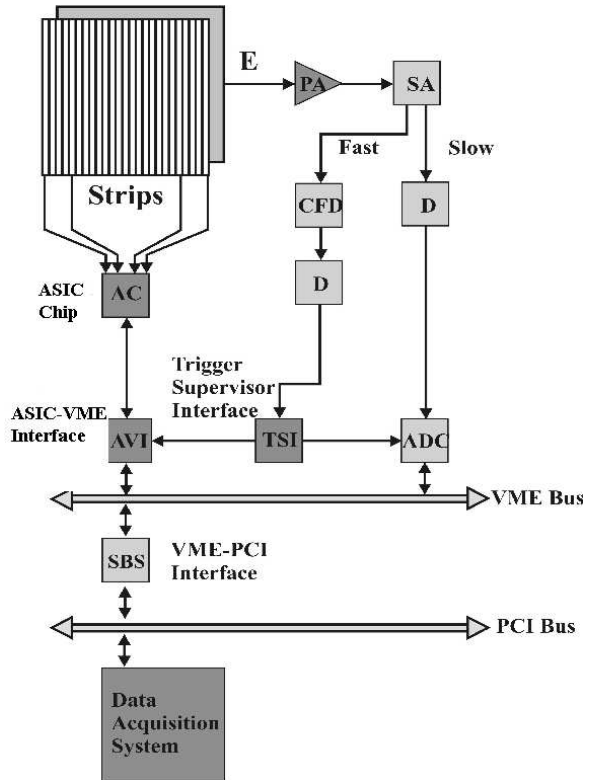 E
PA
SA
Fast
Slow
Strips
CFD
D
D
ASIC
Chip
AC
Trigger
Supervisor
Interface
ASIC-VME
Interface
AVI
TSI
ADC
VME Bus
SBS
VME-PCI
Interface
PCI Bus
Data
Acquisition
System